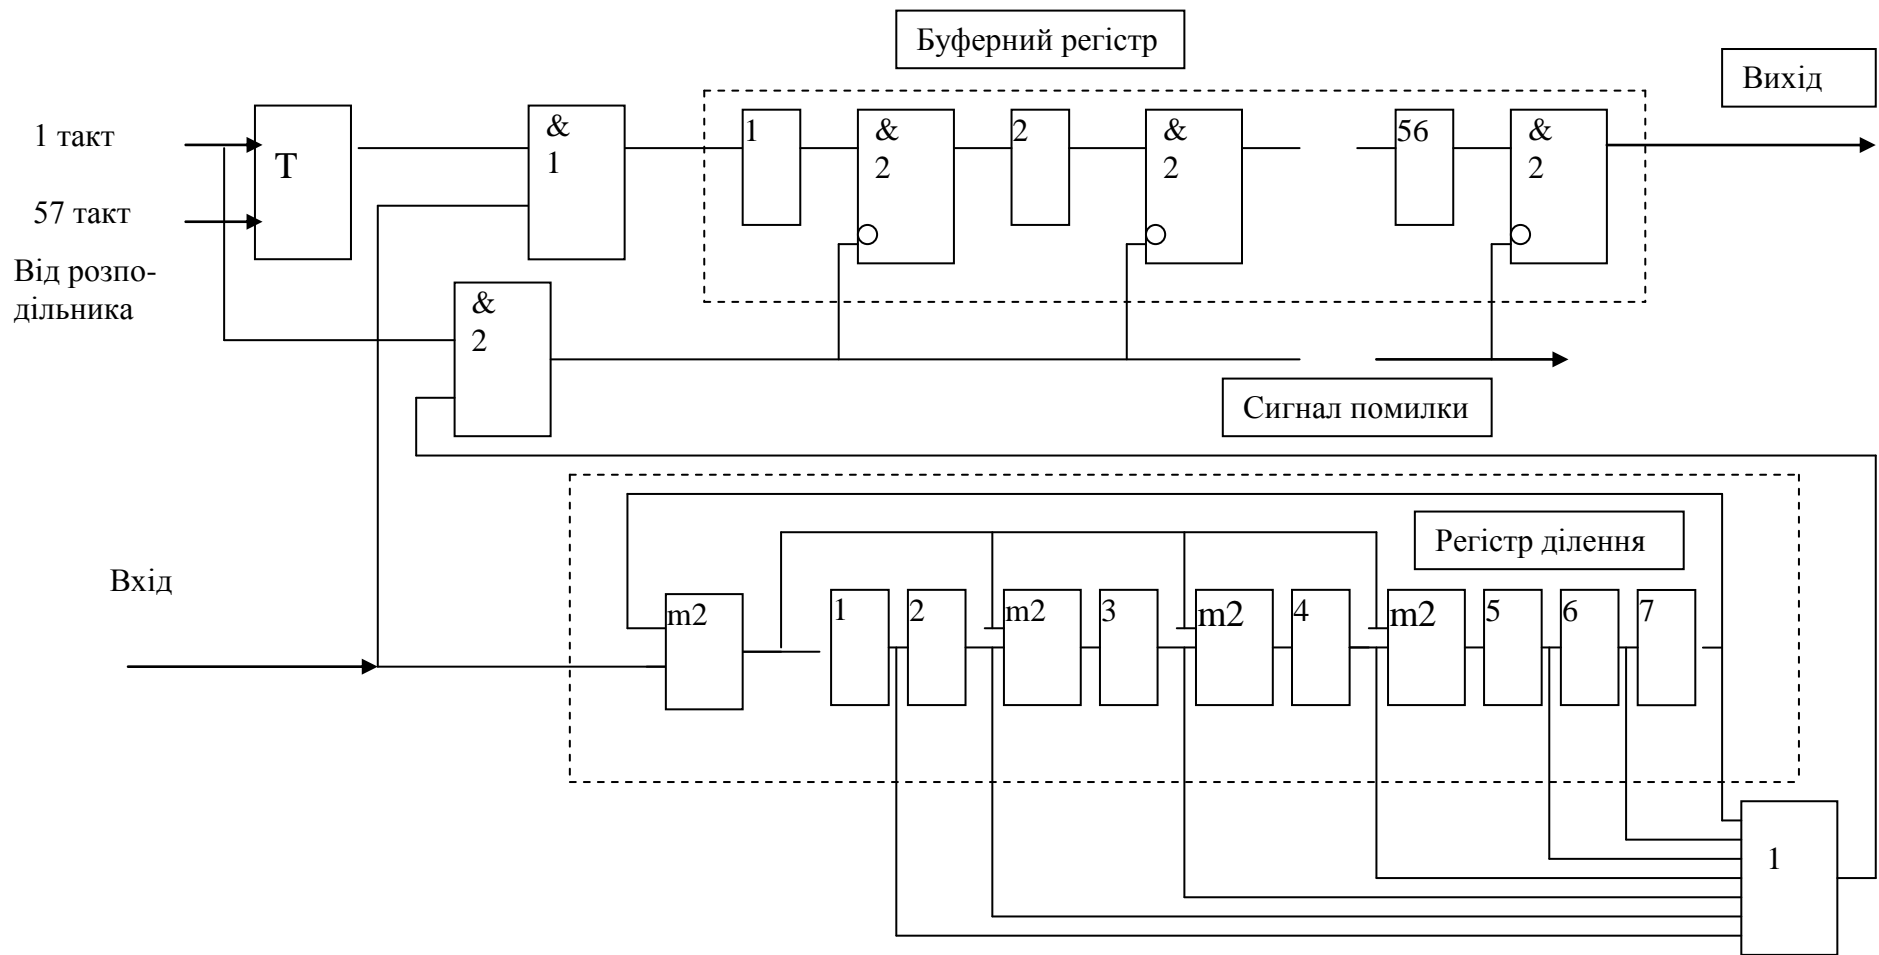 Буферний регістр
Вихід
1 такт
57 такт
Від розпо-
дільника
T
&
1
1
&
2
2
&
2
56
&
2
&
2
Сигнал помилки
Регістр ділення
Вхід
m2
1
2
m2
3
m2
4
m2
5
6
7
1